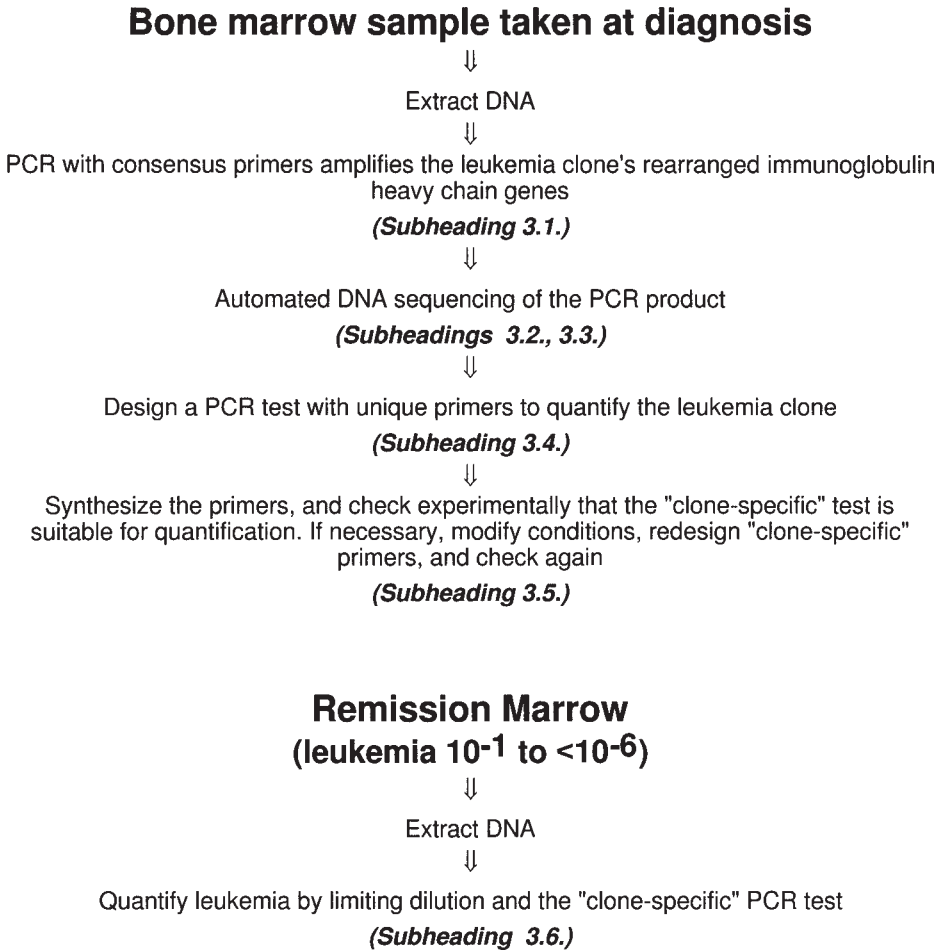 Bone marrow sample taken at diagnosis
⇓
Extract DNA
⇓
PCR with consensus primers amplifies the leukemia clone's rearranged immunoglobulin
heavy chain genes
(Subheading 3.1.)
⇓
Automated DNA sequencing of the PCR product
(Subheadings 3.2., 3.3.)
⇓
Design a PCR test with unique primers to quantify the leukemia clone
(Subheading 3.4.)
⇓
Synthesize the primers, and check experimentally that the "clone-specific" test is
suitable for quantification. If necessary, modify conditions, redesign "clone-specific"
primers, and check again
(Subheading 3.5.)
Remission Marrow
(leukemia 10⁻¹ to <10⁻⁶)
⇓
Extract DNA
⇓
Quantify leukemia by limiting dilution and the "clone-specific" PCR test
(Subheading 3.6.)